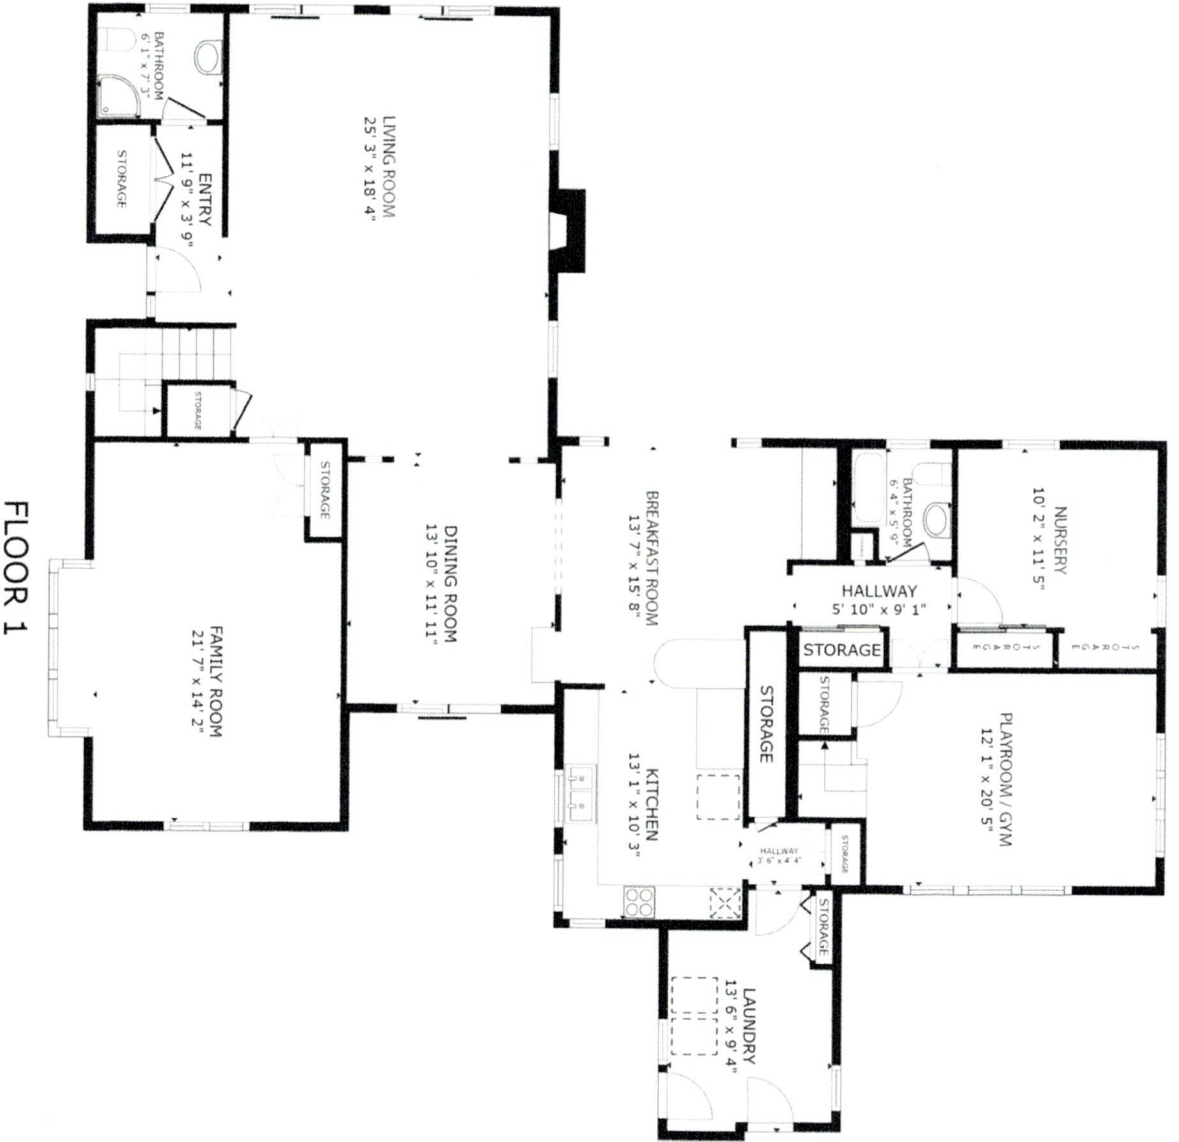 BATHROOM
6' 1" x 7' 3"
STORAGE
ENTRY
11' 9" x 3' 9"
LIVING ROOM
25' 3" x 18' 4"
STORAGE
STORAGE
FAMILY ROOM
21' 7" x 14' 2"
DINING ROOM
13' 10" x 11' 11"
BREAKFAST ROOM
13' 7" x 15' 8"
KITCHEN
13' 1" x 10' 3"
BATHROOM
6' 4" x 5' 9"
NURSERY
10' 2" x 11' 5"
HALLWAY
5' 10" x 9' 1"
STORAGE
STORAGE
STORAGE
STORAGE
STORAGE
PLAYROOM / GYM
12' 1" x 20' 5"
HALLWAY
3' 6" x 4' 4"
STORAGE
STORAGE
LAUNDRY
13' 6" x 9' 4"
FLOOR 1